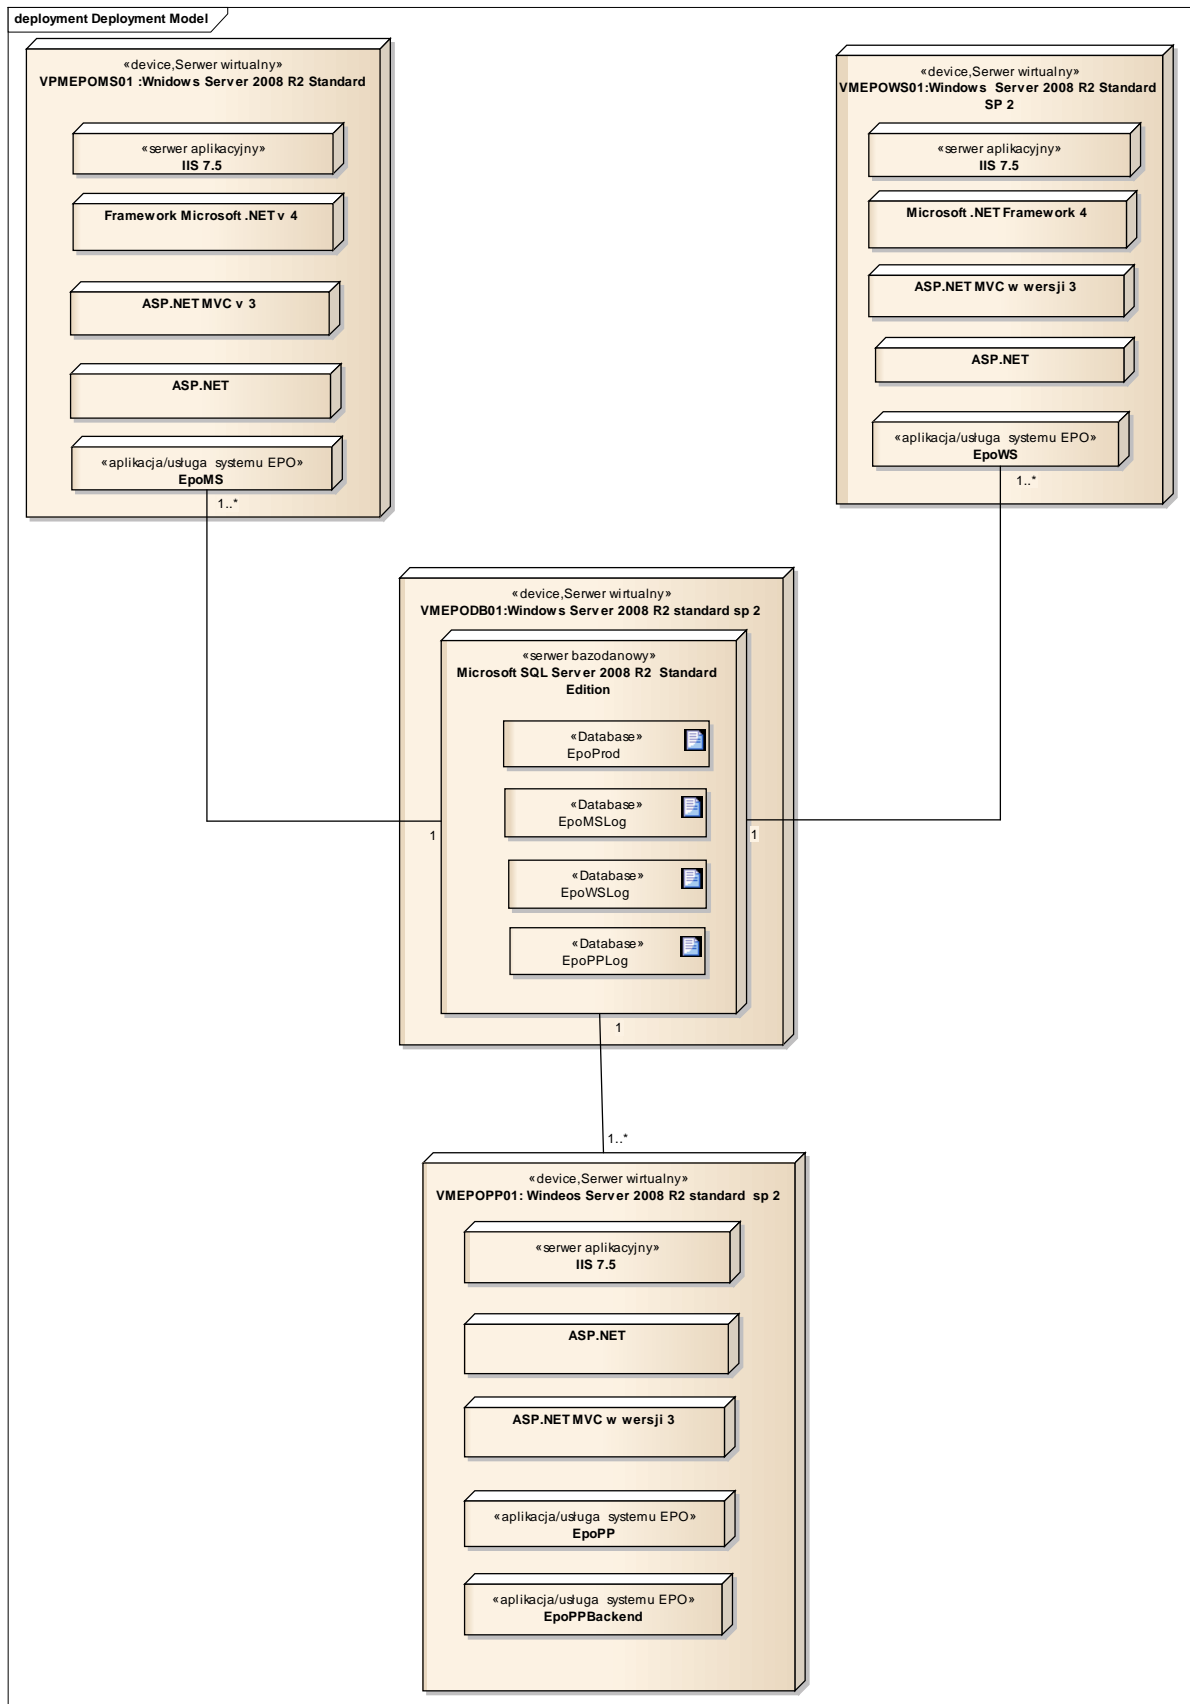 deployment Deployment Model
«device,Serwer wirtualny»
VPMEPOMS01 :Wnidows Server 2008 R2 Standard
«serwer aplikacyjny»
IIS 7.5
Framework Microsoft .NET v 4
ASP.NET MVC v 3
ASP.NET
«aplikacja/usługa systemu EPO»
EpoMS
1..*
«device,Serwer wirtualny»
VMEPOWS01:Windows Server 2008 R2 Standard
SP 2
«serwer aplikacyjny»
IIS 7.5
Microsoft .NET Framework 4
ASP.NET MVC w wersji 3
ASP.NET
«aplikacja/usługa systemu EPO»
EpoWS
1..*
«device,Serwer wirtualny»
VMEPODB01:Windows Server 2008 R2 standard sp 2
«serwer bazodanowy»
Microsoft SQL Server 2008 R2 Standard
Edition
«Database»
EpoProd
«Database»
EpoMSLog
1
1
«Database»
EpoWSLog
«Database»
EpoPPLog
1
1..*
«device,Serwer wirtualny»
VMEPOPP01: Windeos Server 2008 R2 standard sp 2
«serwer aplikacyjny»
IIS 7.5
ASP.NET
ASP.NET MVC w wersji 3
«aplikacja/usługa systemu EPO»
EpoPP
«aplikacja/usługa systemu EPO»
EpoPPBackend